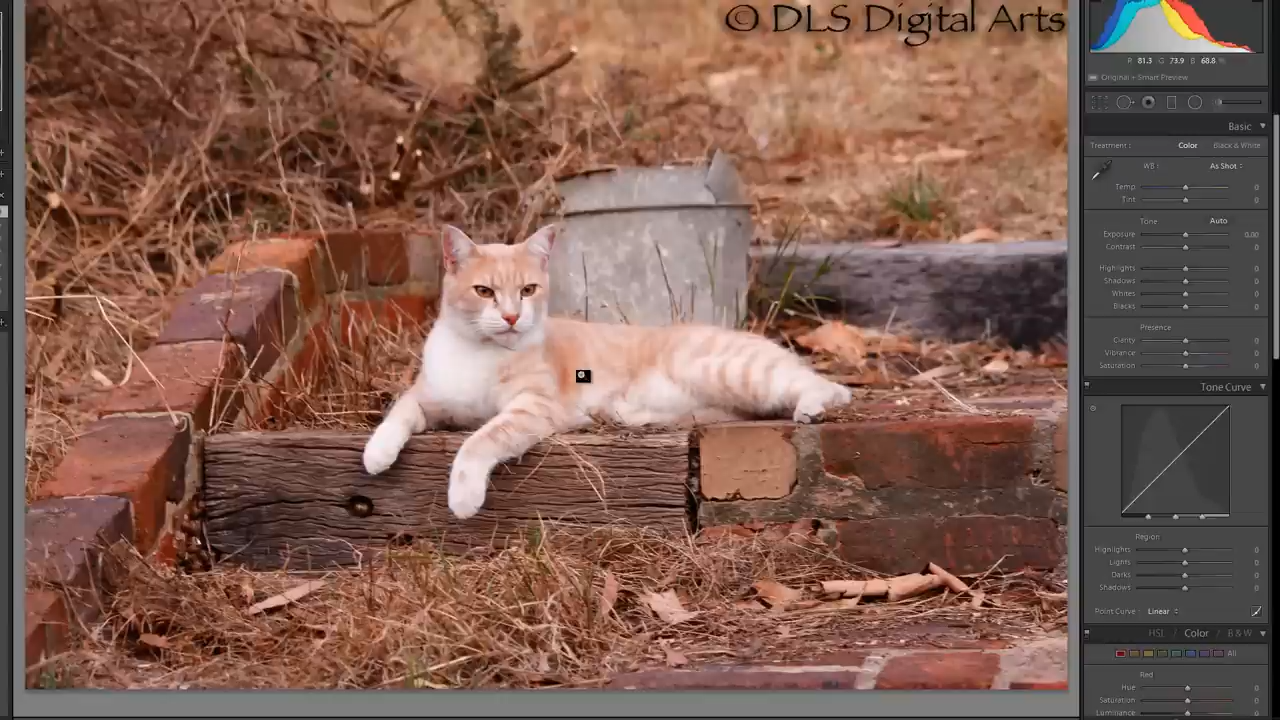 © DLS Digital Arts
R 81.3 G 73.9 B 68.8 %
Original + Smart Preview
Basic
Treatment : Color Black & White
WB : As Shot
Temp 0
Tint 0
Tone Auto
Exposure 0.00
Contrast 0
Highlights 0
Shadows 0
Whites 0
Blacks 0
Presence
Clarity 0
Vibrance 0
Saturation 0
Tone Curve
Region
Highlights 0
Lights 0
Darks 0
Shadows 0
Point Curve : Linear
HSL / Color / B & W
All
Red
Hue 0
Saturation 0
Luminance 0